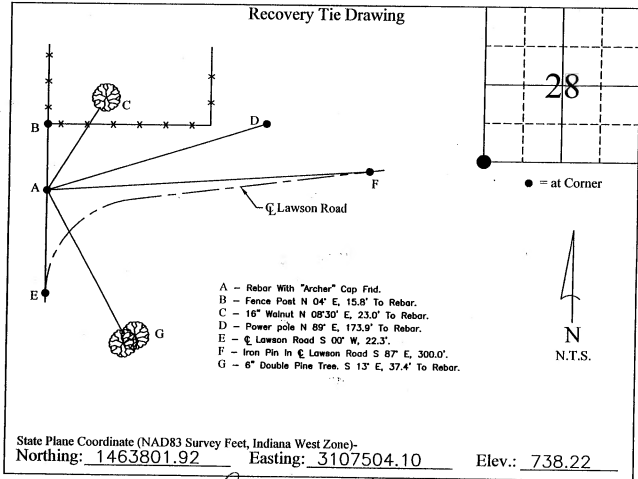 Recovery Tie Drawing
28
C
B
D
A
F
℄ Lawson Road
E
G
● = at Corner
N
N.T.S.
A – Rebar With "Archer" Cap Fnd.
B – Fence Post N 04° E, 15.8' To Rebar.
C – 16" Walnut N 08°30' E, 23.0' To Rebar.
D – Power pole N 89° E, 173.9' To Rebar.
E – ℄ Lawson Road S 00° W, 22.3'.
F – Iron Pin In ℄ Lawson Road S 87° E, 300.0'.
G – 6" Double Pine Tree. S 13° E, 37.4' To Rebar.
State Plane Coordinate (NAD83 Survey Feet, Indiana West Zone)-
Northing: 1463801.92 Easting: 3107504.10 Elev.: 738.22